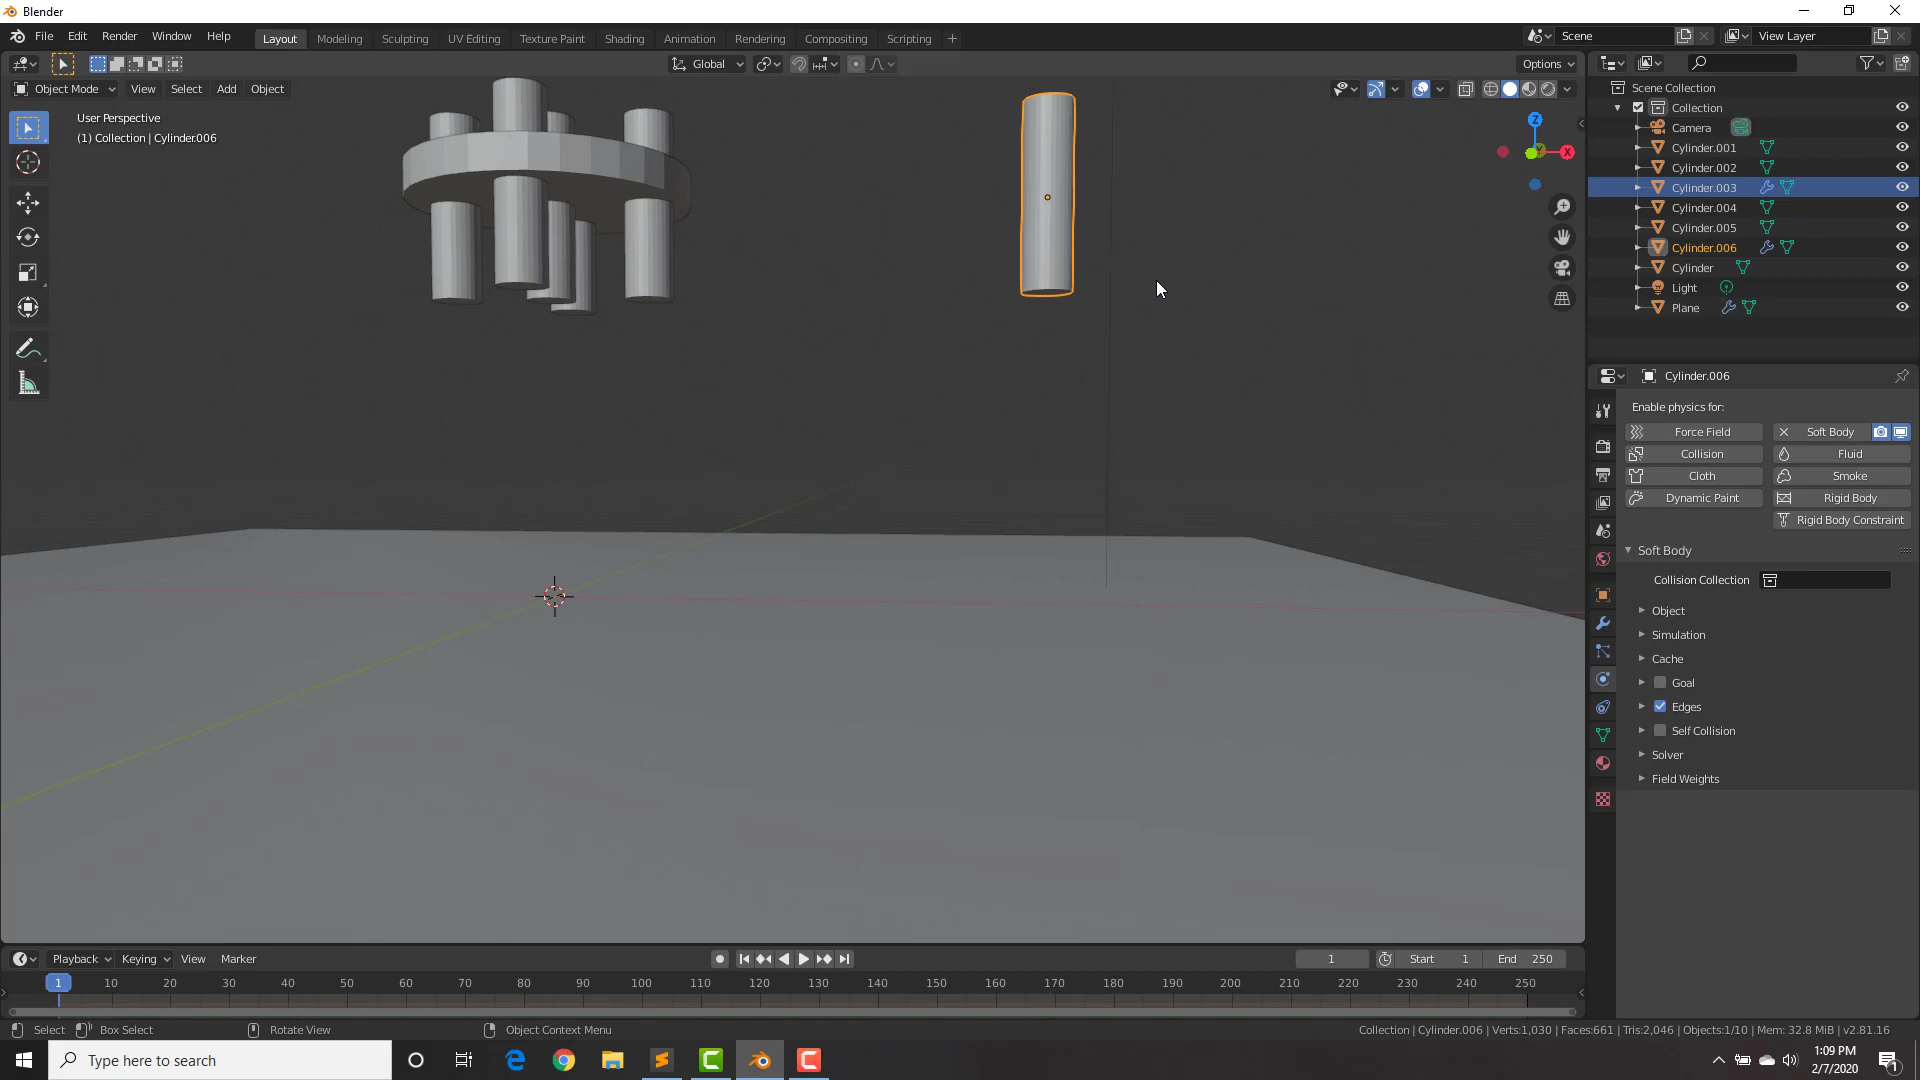 Blender
File Edit Render Window Help
Layout Modeling Sculpting UV Editing Texture Paint Shading Animation Rendering Compositing Scripting +
Scene
View Layer
Global
Options
Object Mode View Select Add Object
User Perspective
(1) Collection | Cylinder.006
Z
X
Scene Collection
Collection
Camera
Cylinder.001
Cylinder.002
Cylinder.003
Cylinder.004
Cylinder.005
Cylinder.006
Cylinder
Light
Plane
Cylinder.006
Enable physics for:
Force Field Soft Body
Collision Fluid
Cloth Smoke
Dynamic Paint Rigid Body
Rigid Body Constraint
Soft Body
Collision Collection
Object
Simulation
Cache
Goal
Edges
Self Collision
Solver
Field Weights
Playback Keying View Marker
1 Start 1 End 250
1 10 20 30 40 50 60 70 80 90 100 110 120 130 140 150 160 170 180 190 200 210 220 230 240 250
Select Box Select Rotate View Object Context Menu
Collection | Cylinder.006 | Verts:1,030 | Faces:661 | Tris:2,046 | Objects:1/10 | Mem: 32.8 MiB | v2.81.16
Type here to search
1:09 PM
2/7/2020
1